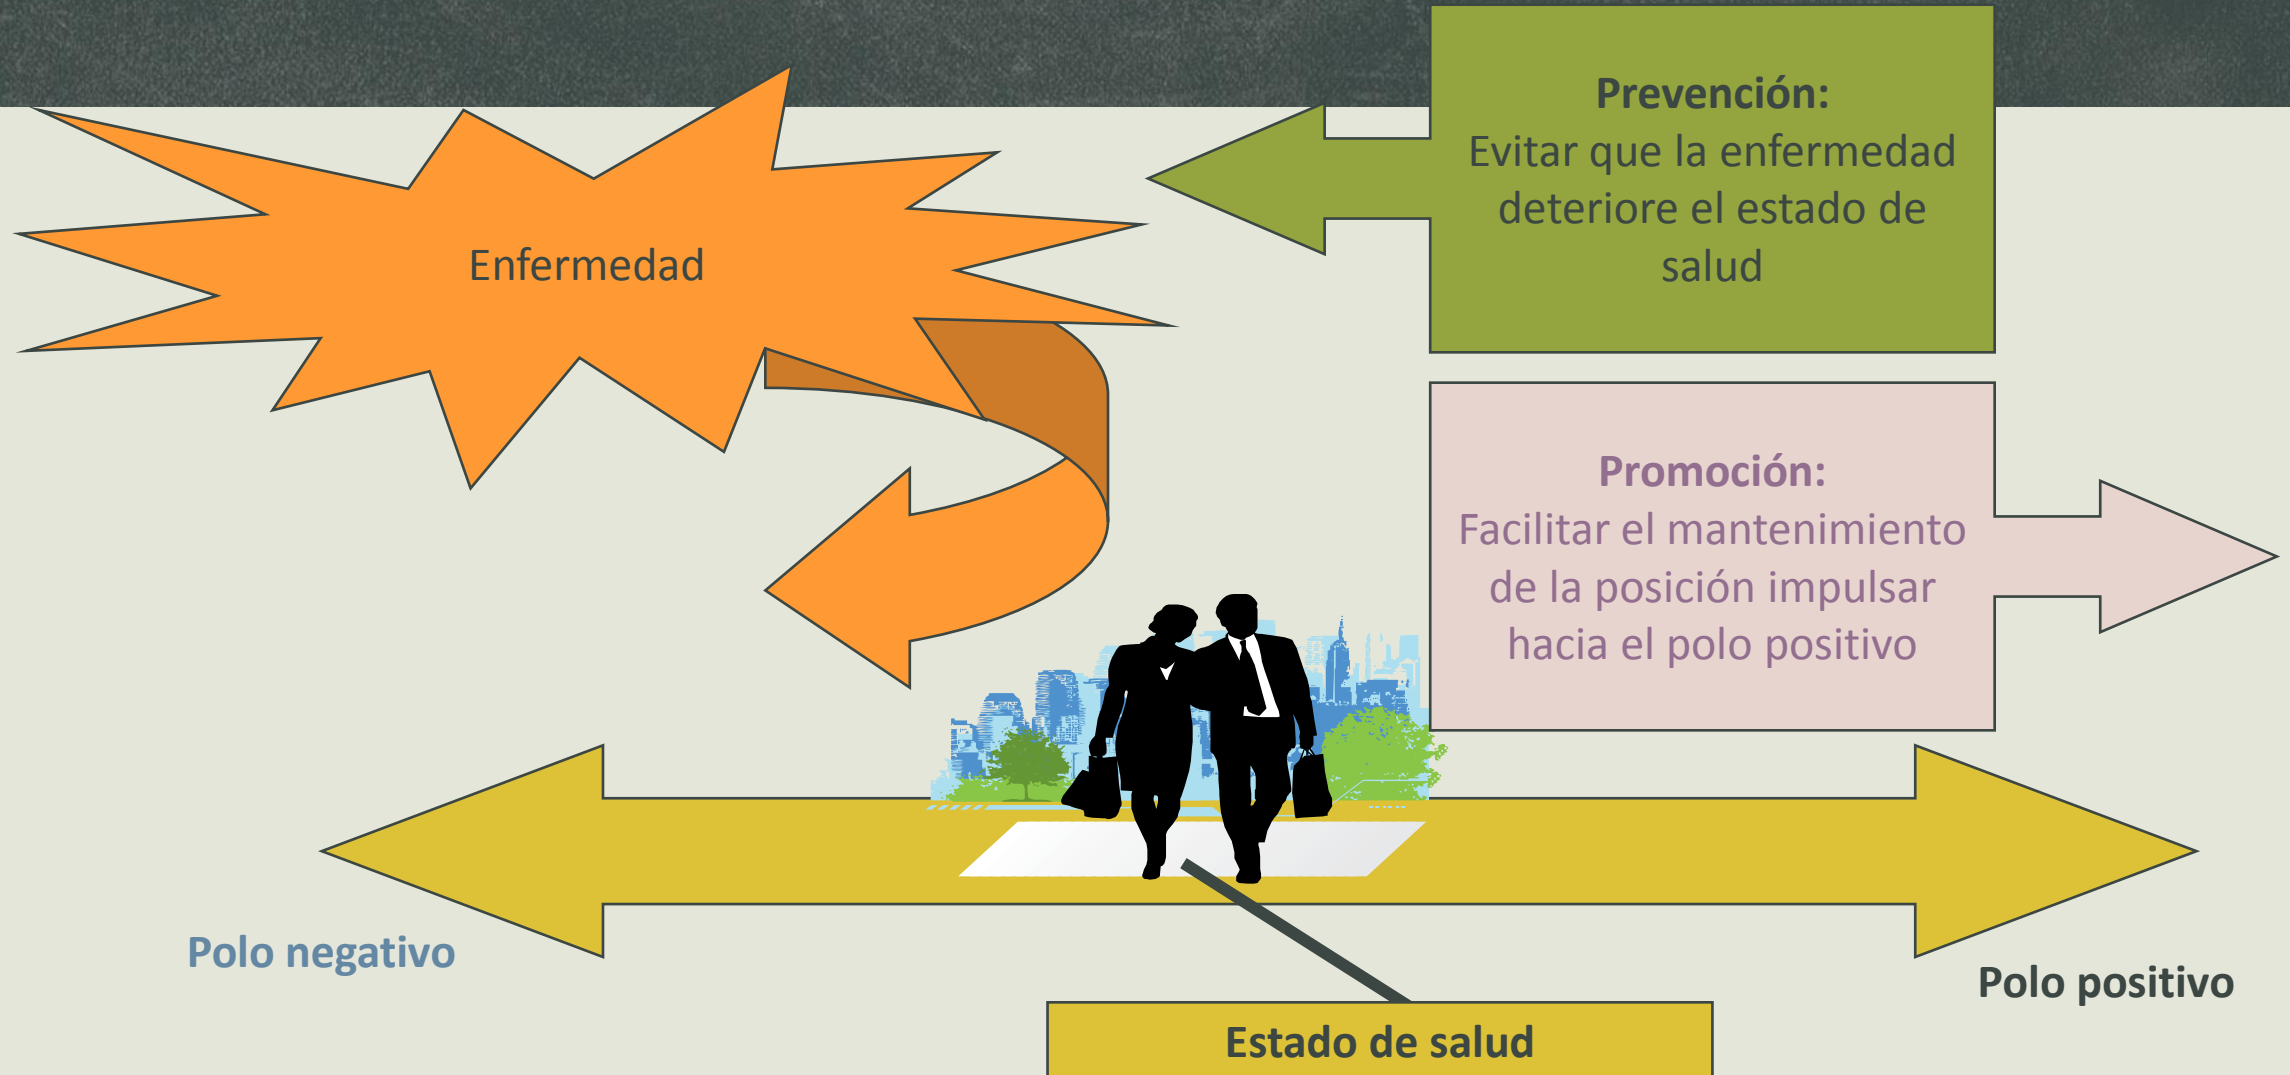 Enfermedad
Prevención:
Evitar que la enfermedad
deteriore el estado de
salud
Promoción:
Facilitar el mantenimiento
de la posición impulsar
hacia el polo positivo
Polo negativo
Polo positivo
Estado de salud